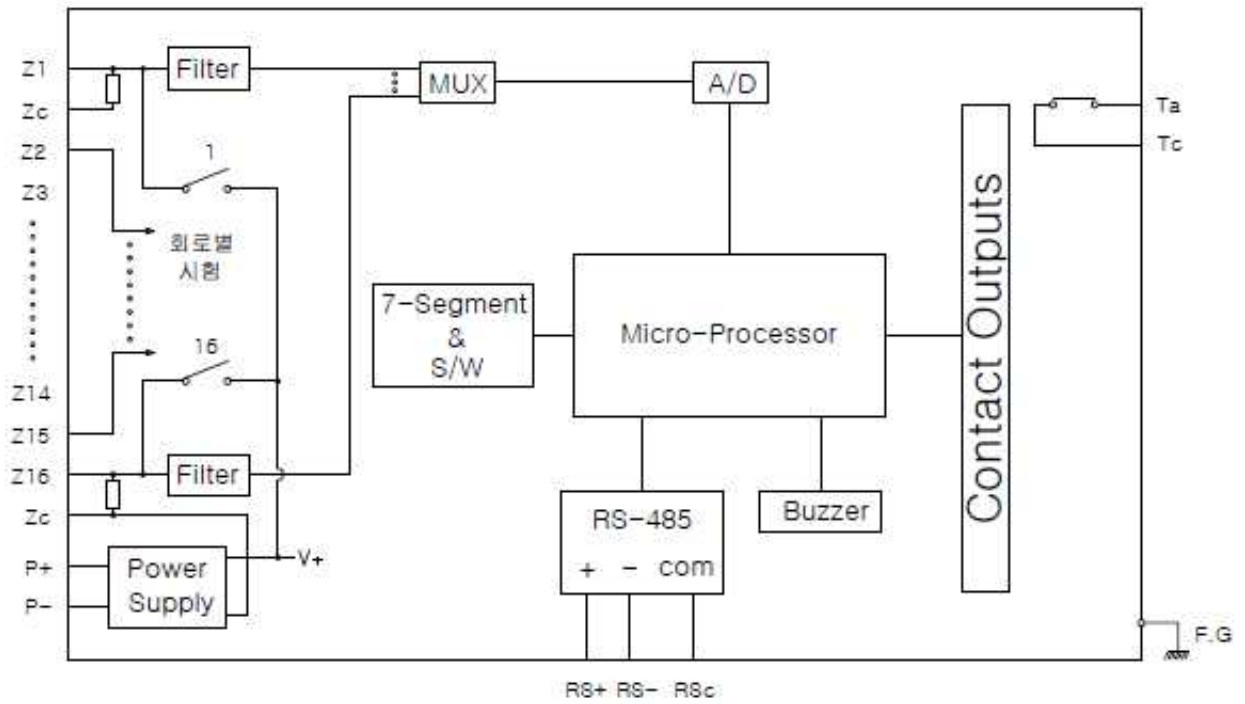 Z1
Filter
MUX
A/D
Zc
Ta
Tc
Z2
1
Z3
회로별
시험
7-Segment
&
S/W
Micro-Processor
Contact Outputs
16
Z14
Z15
Z16
Filter
Zc
RS-485
+ - com
Buzzer
P+
P-
Power
Supply
V+
F.G
RS+ RS- RSc